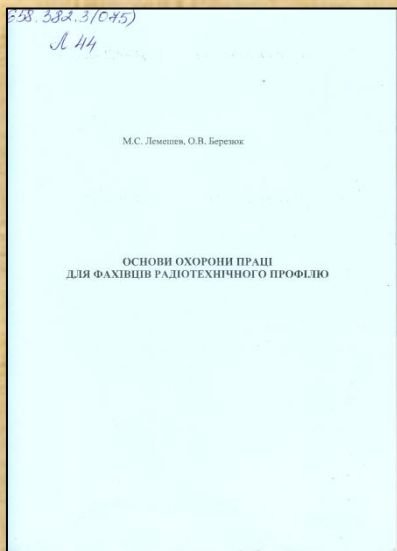 658.382.3(075)
Л 44
М.С. Лемешев, О.В. Березюк
ОСНОВИ ОХОРОНИ ПРАЦІ
ДЛЯ ФАХІВЦІВ РАДІОТЕХНІЧНОГО ПРОФІЛЮ